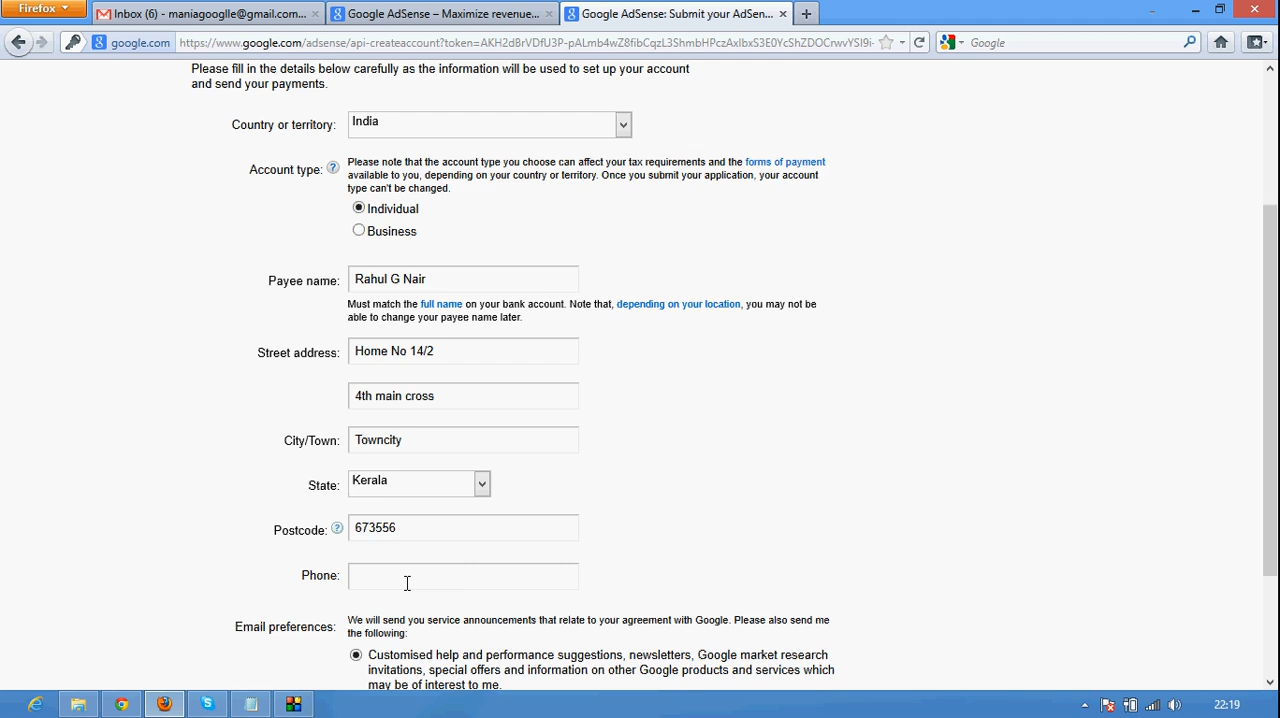 Firefox
Inbox (6) - maniagooglle@gmail.com...
Google AdSense – Maximize revenue...
Google AdSense: Submit your AdSen...
google.com
Google
Please fill in the details below carefully as the information will be used to set up your account
and send your payments.
Country or territory: India
Account type: Please note that the account type you choose can affect your tax requirements and the forms of payment
available to you, depending on your country or territory. Once you submit your application, your account
type can't be changed.
Individual
Business
Payee name: Rahul G Nair
Must match the full name on your bank account. Note that, depending on your location, you may not be
able to change your payee name later.
Street address: Home No 14/2
4th main cross
City/Town: Towncity
State: Kerala
Postcode: 673556
Phone:
Email preferences: We will send you service announcements that relate to your agreement with Google. Please also send me
the following:
Customised help and performance suggestions, newsletters, Google market research
invitations, special offers and information on other Google products and services which
may be of interest to me.
22:19